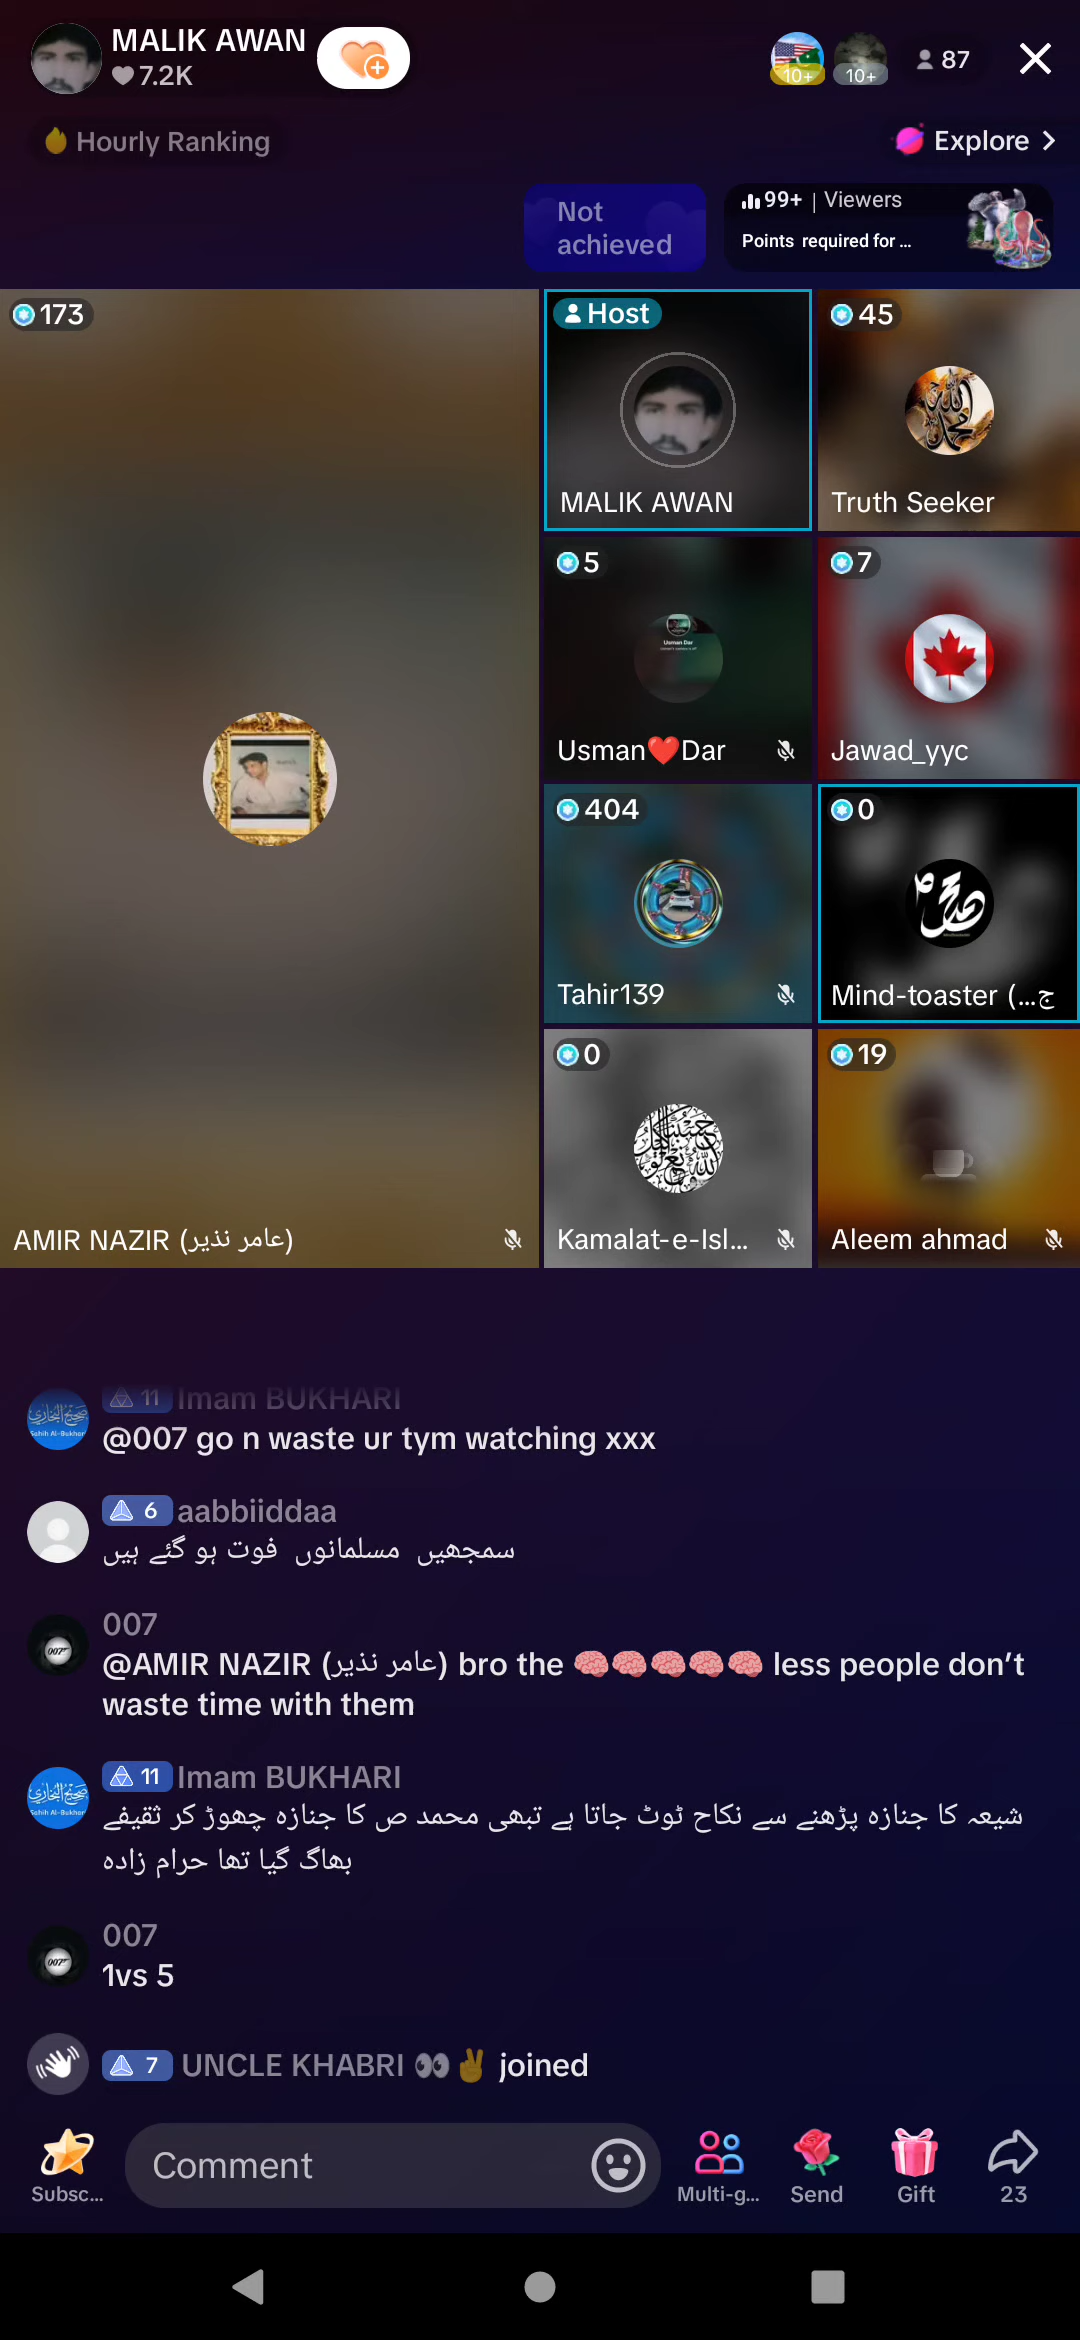 MALIK AWAN
7.2K
10+
10+
87
Hourly Ranking
Explore
Not
achieved
99+ | Viewers
Points required for ...
173
Host
MALIK AWAN
45
Truth Seeker
5
Usman Dar
Usman❤️Dar
7
Jawad_yyc
404
Tahir139
0
Mind-toaster (...ج
0
Kamalat-e-Isl...
19
Aleem ahmad
AMIR NAZIR (عامر نذیر)
11 Imam BUKHARI
@007 go n waste ur tym watching xxx
6 aabbiiddaa
سمجھیں مسلمانوں فوت ہو گئے ہیں
007
@AMIR NAZIR (عامر نذیر) bro the 🧠🧠🧠🧠🧠 less people don’t
waste time with them
11 Imam BUKHARI
شیعہ کا جنازہ پڑھنے سے نکاح ٹوٹ جاتا ہے تبھی محمد ص کا جنازہ چھوڑ کر ثقیفے
بھاگ گیا تھا حرام زادہ
007
1vs 5
7 UNCLE KHABRI 👀✌🏾 joined
Comment
Subsc...
Multi-g...
Send
Gift
23